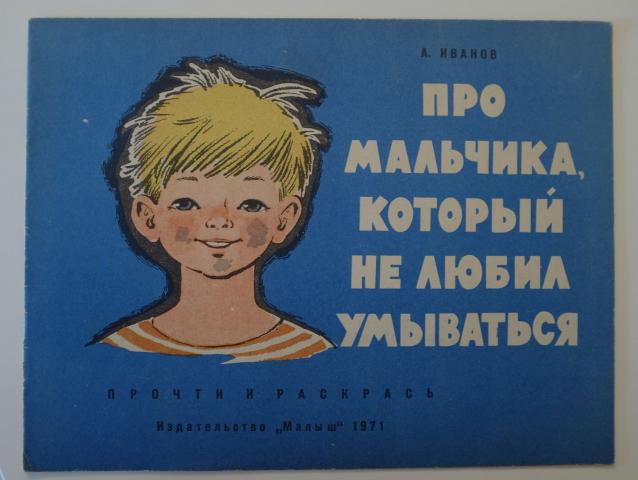 А. ИВАНОВ
ПРО
МАЛЬЧИКА,
КОТОРЫЙ
НЕ ЛЮБИЛ
УМЫВАТЬСЯ
ПРОЧТИ И РАСКРАСЬ
Издательство „Малыш" 1971